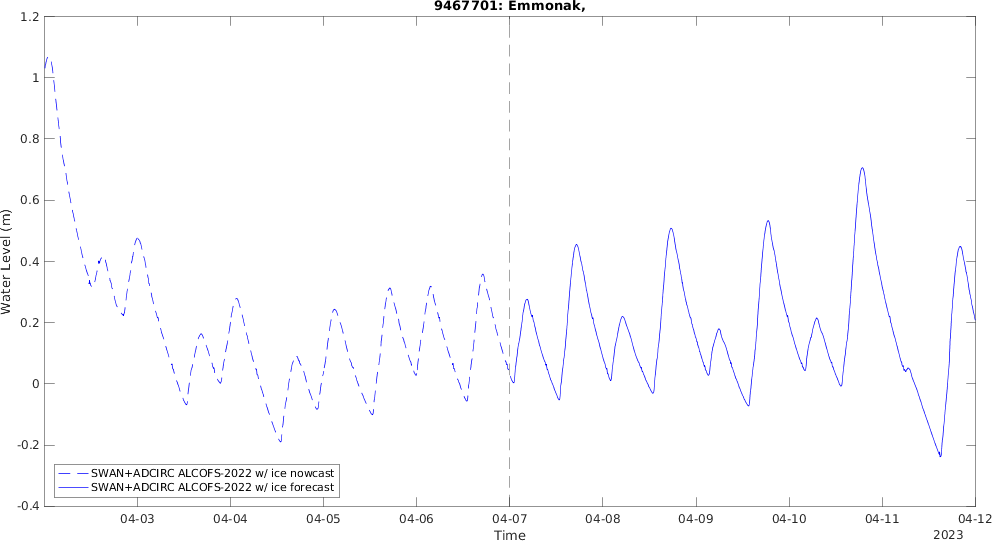 9467701: Emmonak,
1.2
1
0.8
0.6
0.4
0.2
0
-0.2
-0.4
Water Level (m)
SWAN+ADCIRC ALCOFS-2022 w/ ice nowcast
SWAN+ADCIRC ALCOFS-2022 w/ ice forecast
04-03 04-04 04-05 04-06 04-07 04-08 04-09 04-10 04-11 04-12
Time
2023